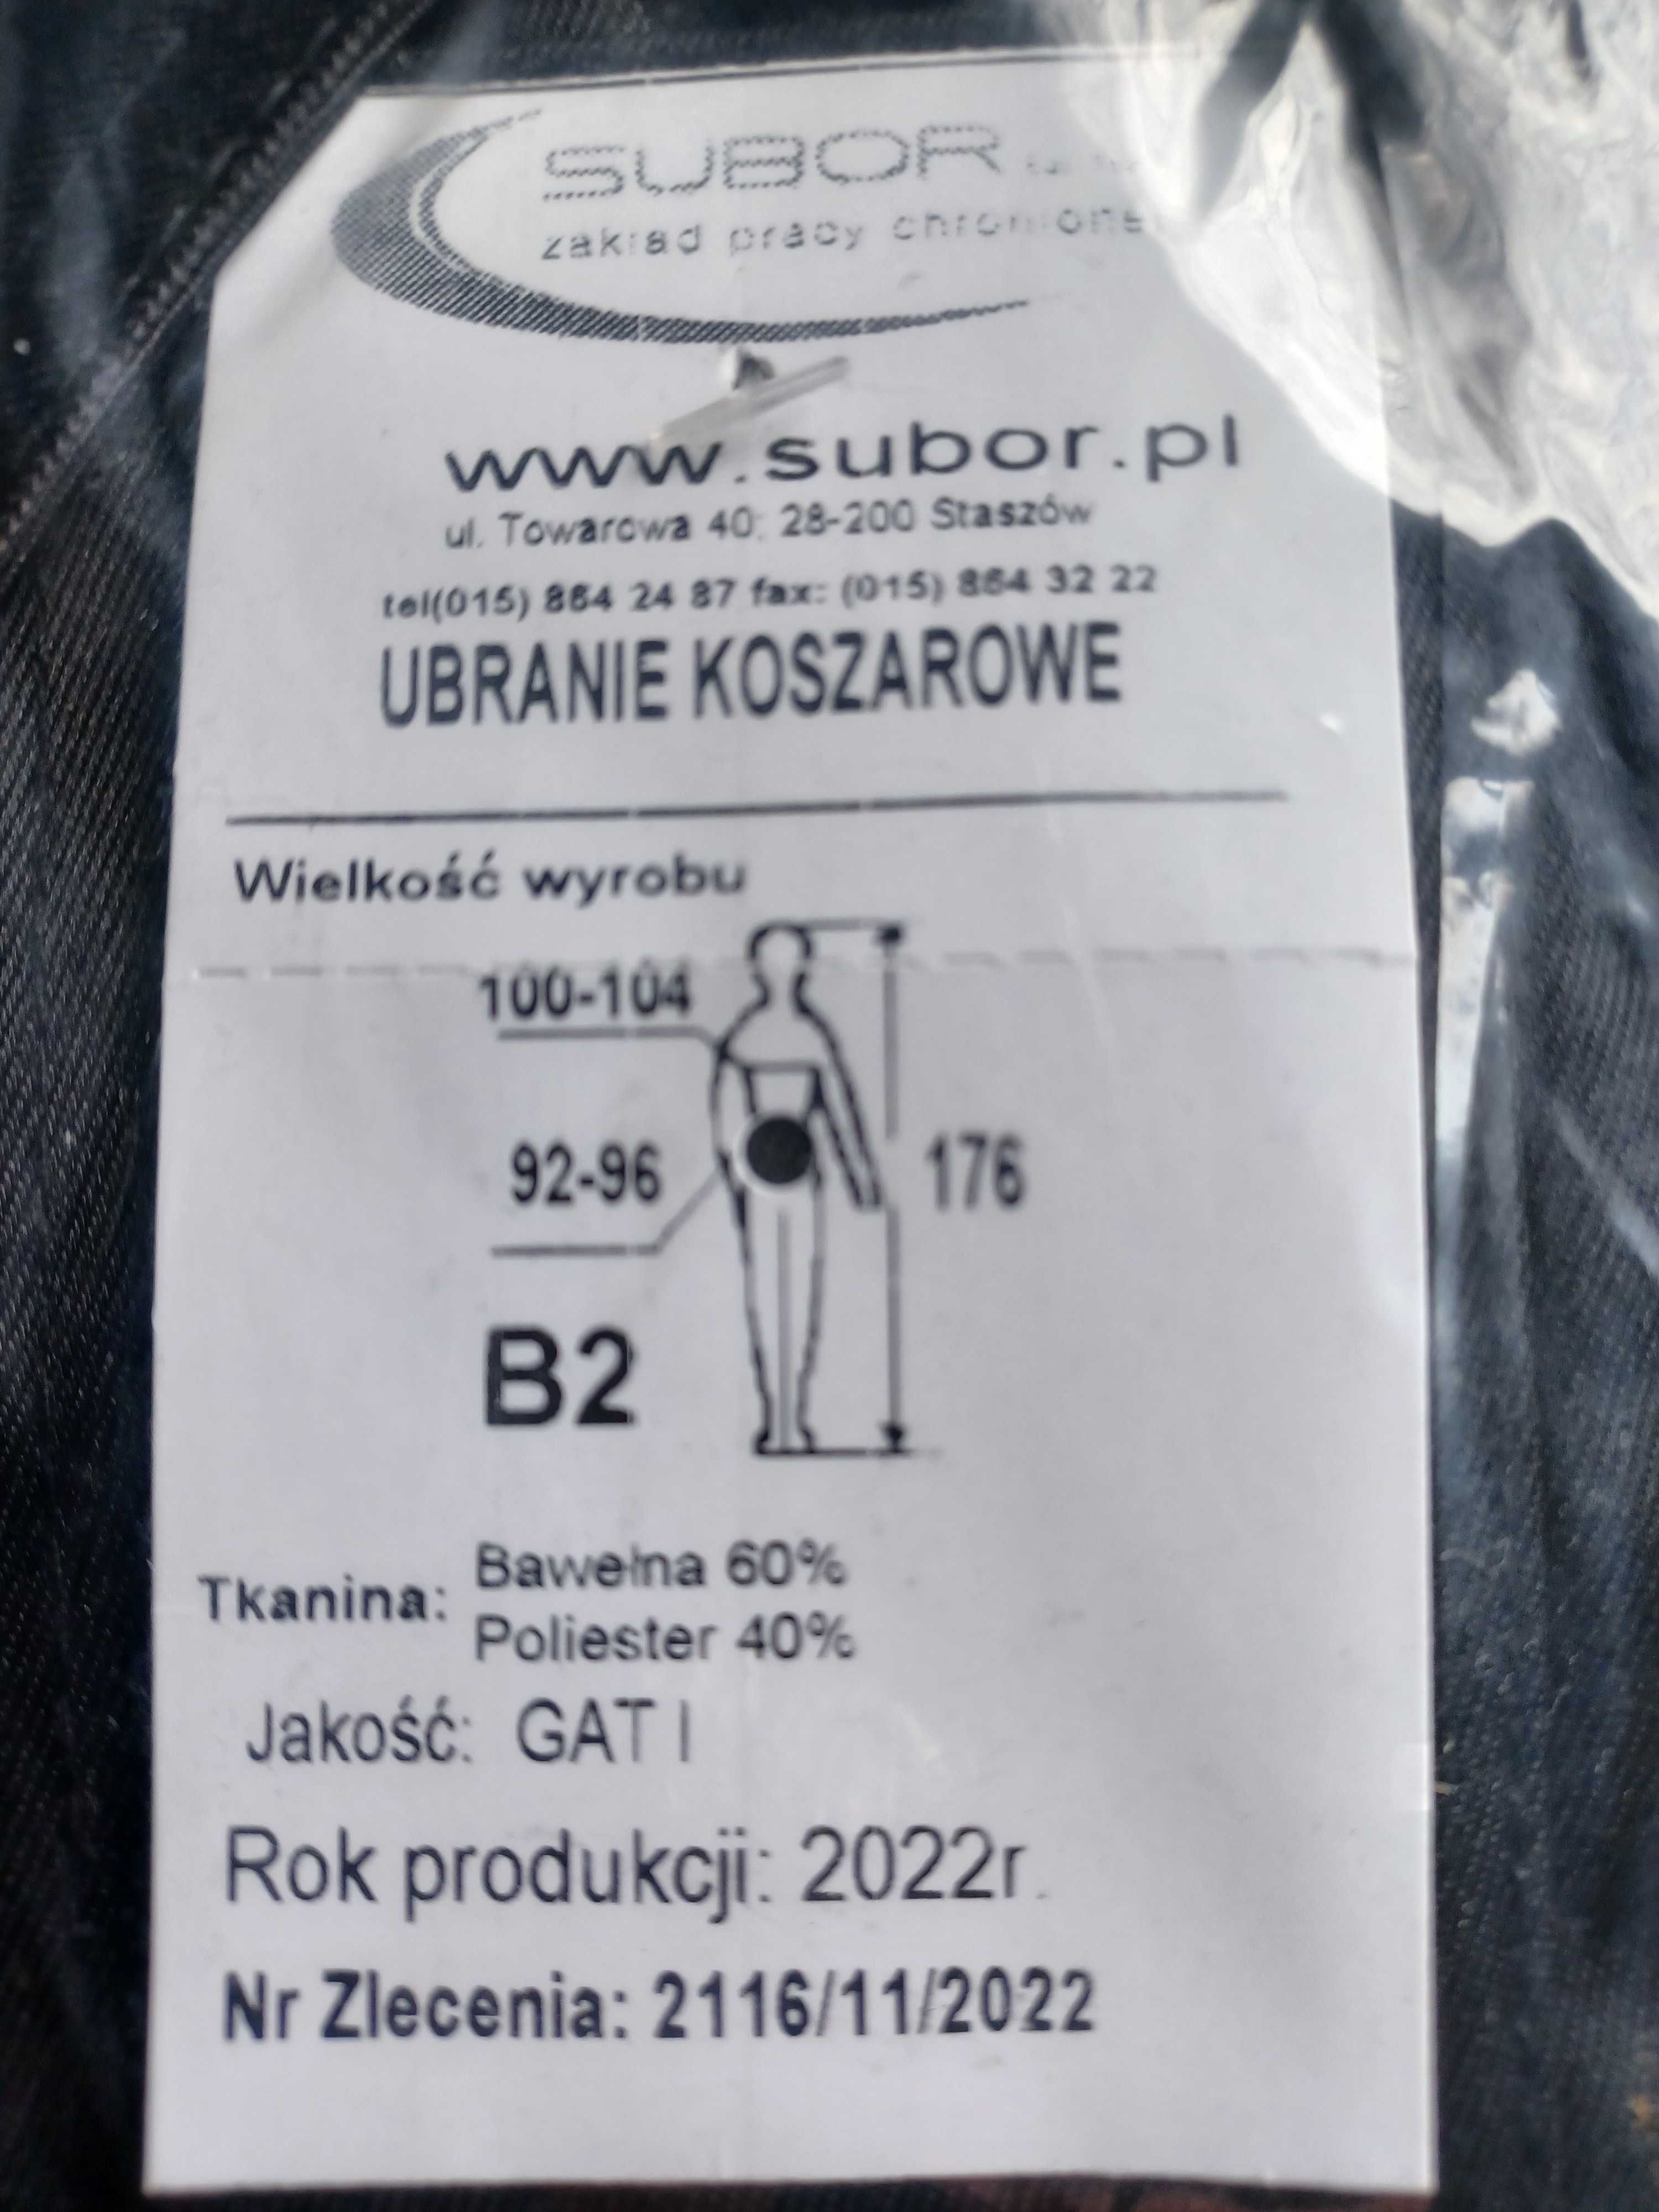 SUBOR
zakład pracy chronionej
www.subor.pl
ul. Towarowa 40; 28-200 Staszów
tel(015) 864 24 87 fax: (015) 864 32 22
UBRANIE KOSZAROWE
Wielkość wyrobu
100-104
92-96
176
B2
Tkanina: Bawełna 60%
Poliester 40%
Jakość: GAT I
Rok produkcji: 2022r.
Nr Zlecenia: 2116/11/2022